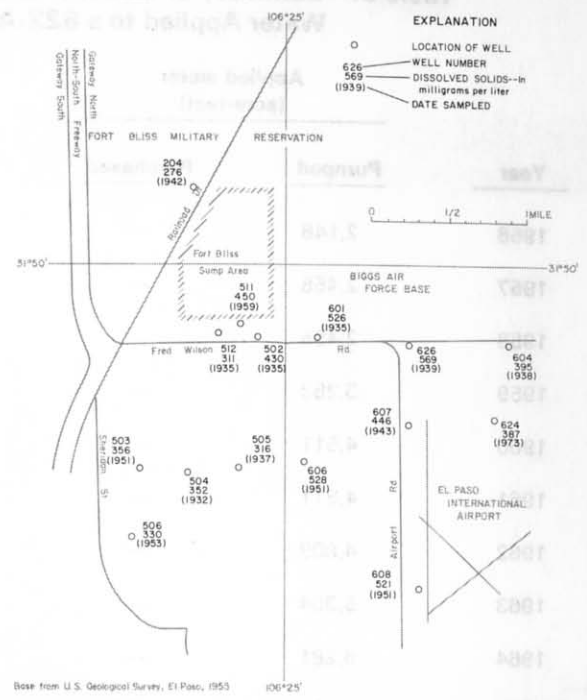 106°25'
EXPLANATION
LOCATION OF WELL
626 WELL NUMBER
569 DISSOLVED SOLIDS--In
milligrams per liter
(1939) DATE SAMPLED
Gateway North
North-South Freeway
Gateway South
FORT BLISS MILITARY RESERVATION
204
276
(1942)
Railroad
0 1/2 1MILE
Fort Bliss
Sump Area
31°50'
31°50'
BIGGS AIR
FORCE BASE
511
450
(1959)
601
526
(1935)
Fred Wilson Rd
512
311
(1935)
502
430
(1935)
626
569
(1939)
604
395
(1938)
607
446
(1943)
624
387
(1973)
Sheridan St
503
356
(1951)
504
352
(1932)
505
316
(1937)
606
528
(1951)
EL PASO
INTERNATIONAL
AIRPORT
Airport Rd
506
330
(1953)
608
521
(1951)
Base from U.S. Geological Survey, El Paso, 1953
106°25'